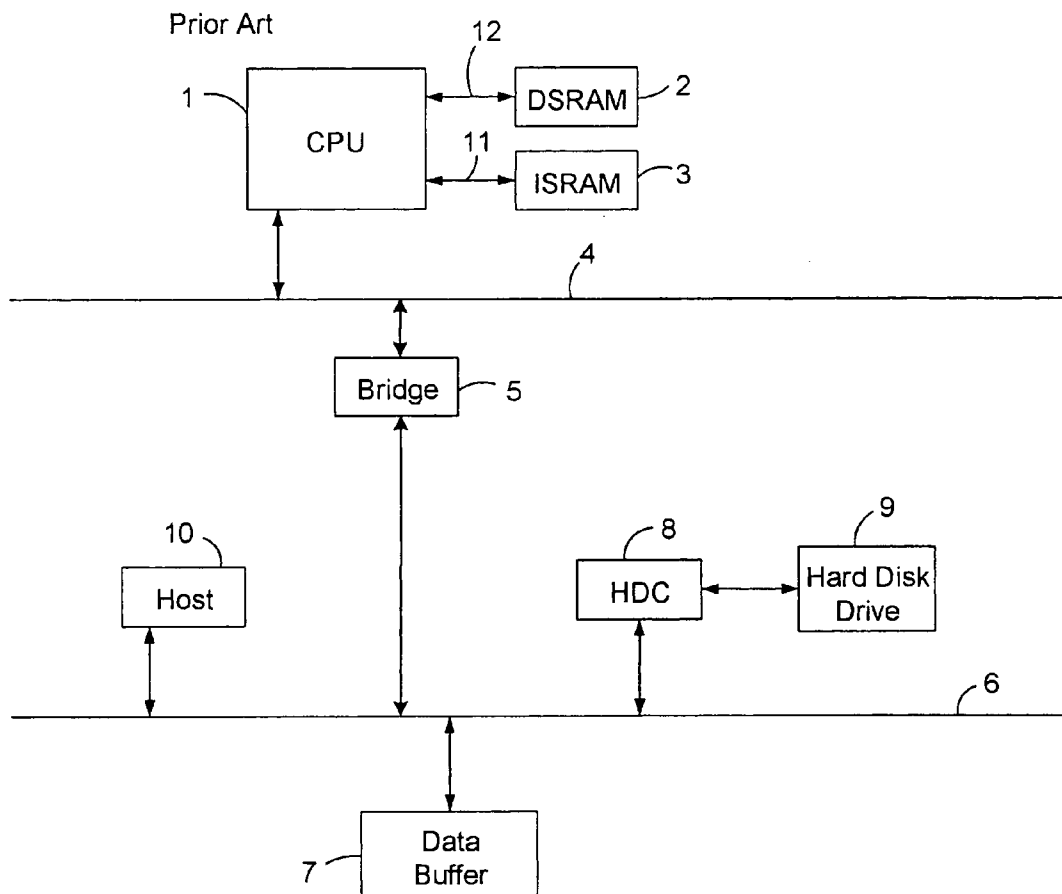 Prior Art
12
1
CPU
DSRAM
2
11
ISRAM
3
4
Bridge
5
10
Host
8
HDC
9
Hard Disk
Drive
6
7
Data
Buffer